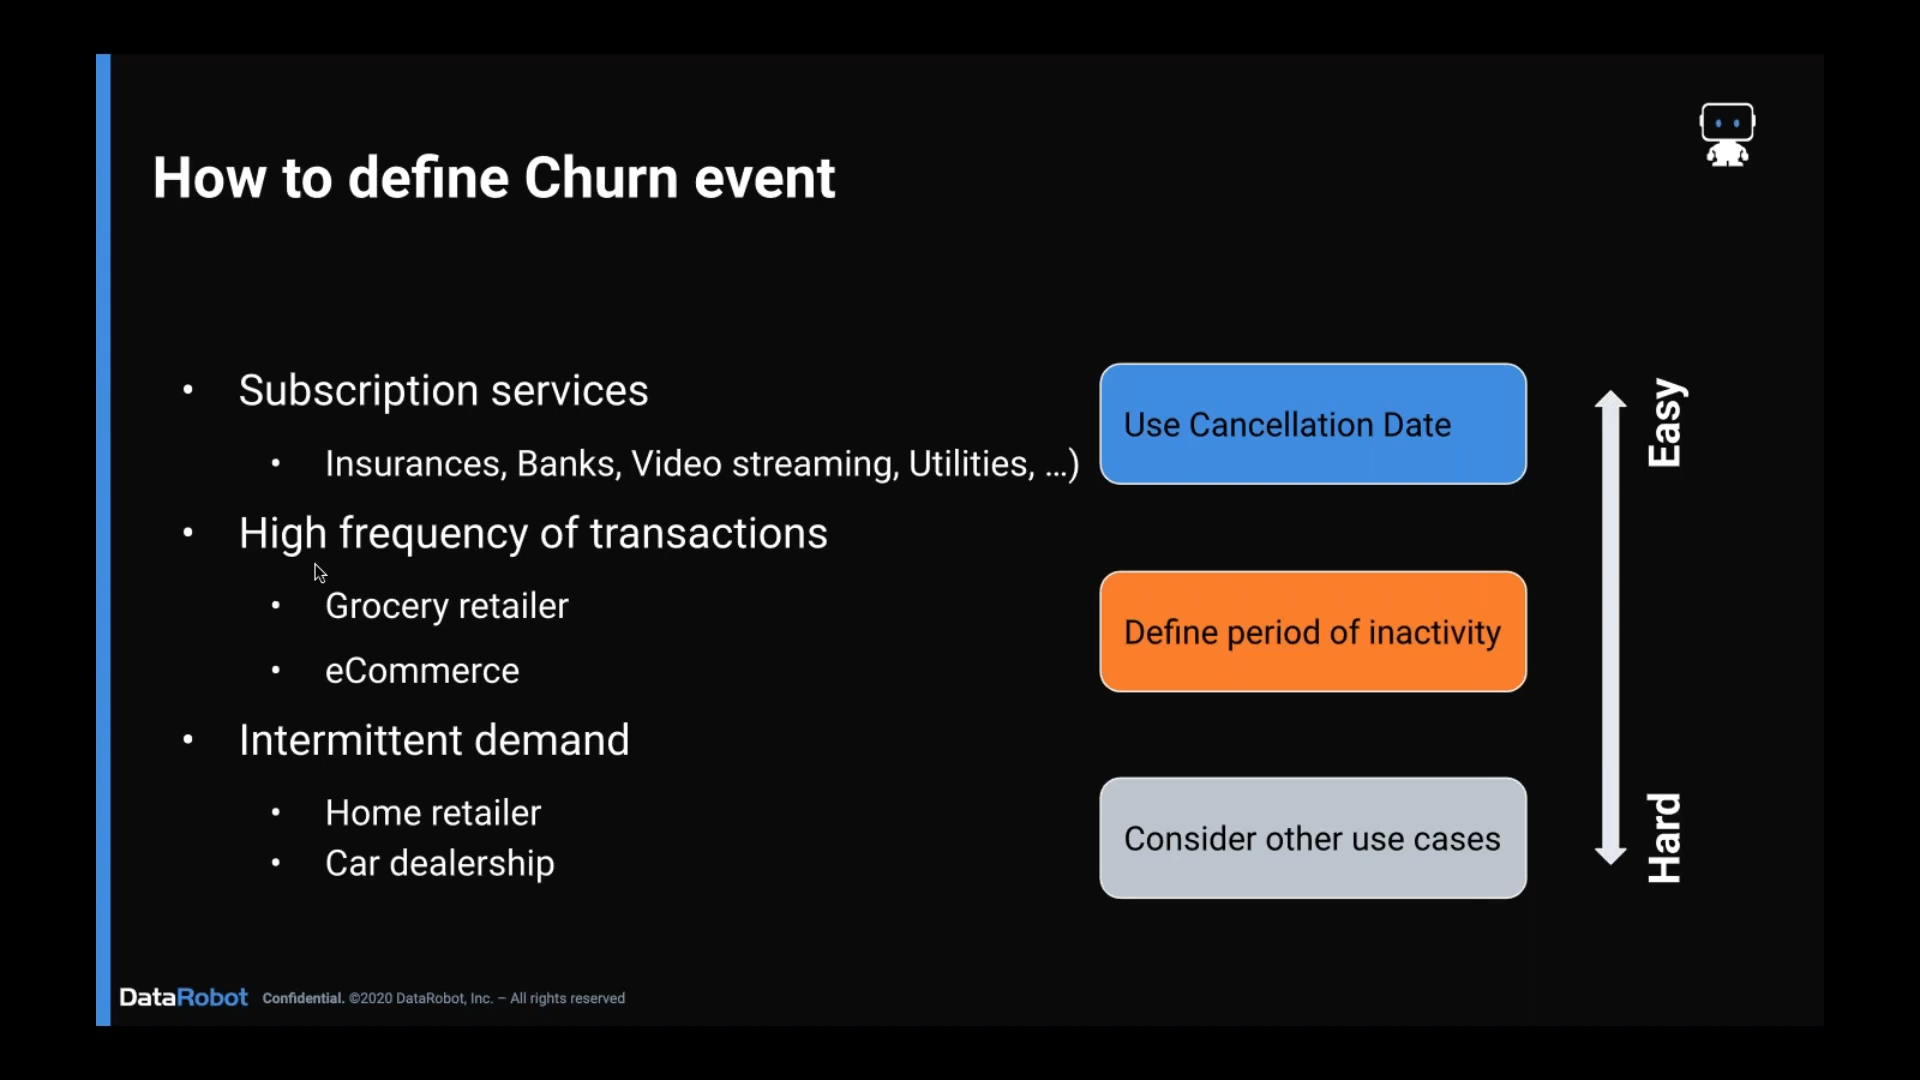 How to define Churn event
• Subscription services
• Insurances, Banks, Video streaming, Utilities, ...)
Use Cancellation Date
• High frequency of transactions
• Grocery retailer
• eCommerce
Define period of inactivity
• Intermittent demand
• Home retailer
• Car dealership
Consider other use cases
Easy
Hard
DataRobot Confidential. ©2020 DataRobot, Inc. – All rights reserved